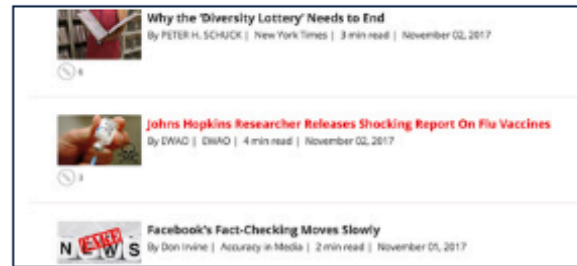 Why the 'Diversity Lottery' Needs to End
By PETER H. SCHUCK | New York Times | 3 min read | November 02, 2017
6
Johns Hopkins Researcher Releases Shocking Report On Flu Vaccines
By EWAO | EWAO | 4 min read | November 02, 2017
3
Facebook's Fact-Checking Moves Slowly
By Don Irvine | Accuracy in Media | 2 min read | November 01, 2017
FAKE
NEWS